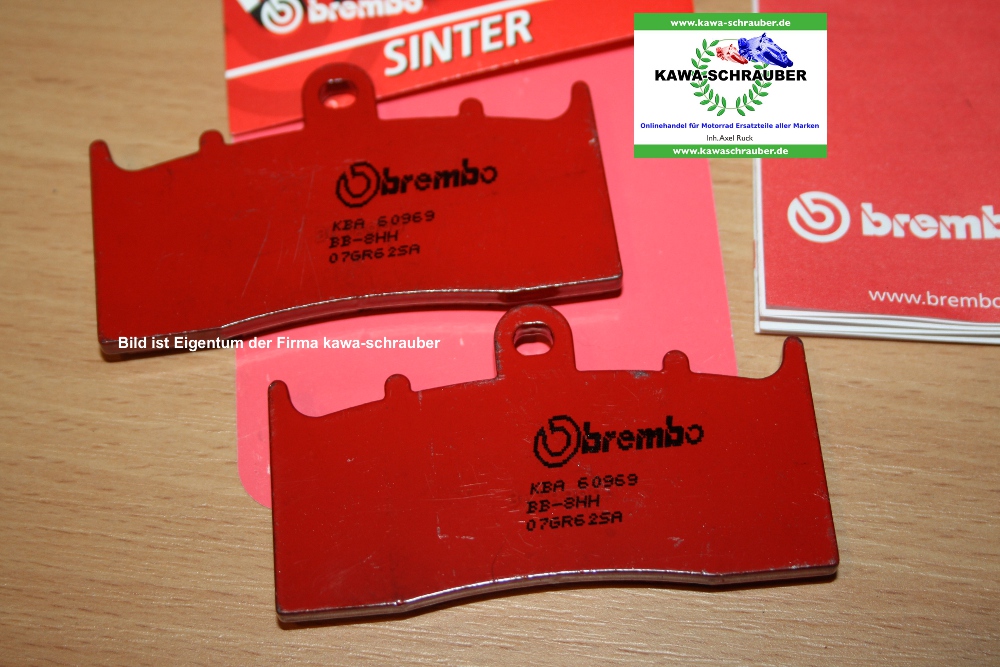 brembo
SINTER
www.kawa-schrauber.de
KAWA-SCHRAUBER
Onlinehandel für Motorrad Ersatzteile aller Marken
Inh.Axel Ruck
www.kawaschrauber.de
brembo
KBA 60969
BB-8HH
07GR62SA
brembo
www.brembo
Bild ist Eigentum der Firma kawa-schrauber
brembo
KBA 60969
BB-8HH
07GR62SA